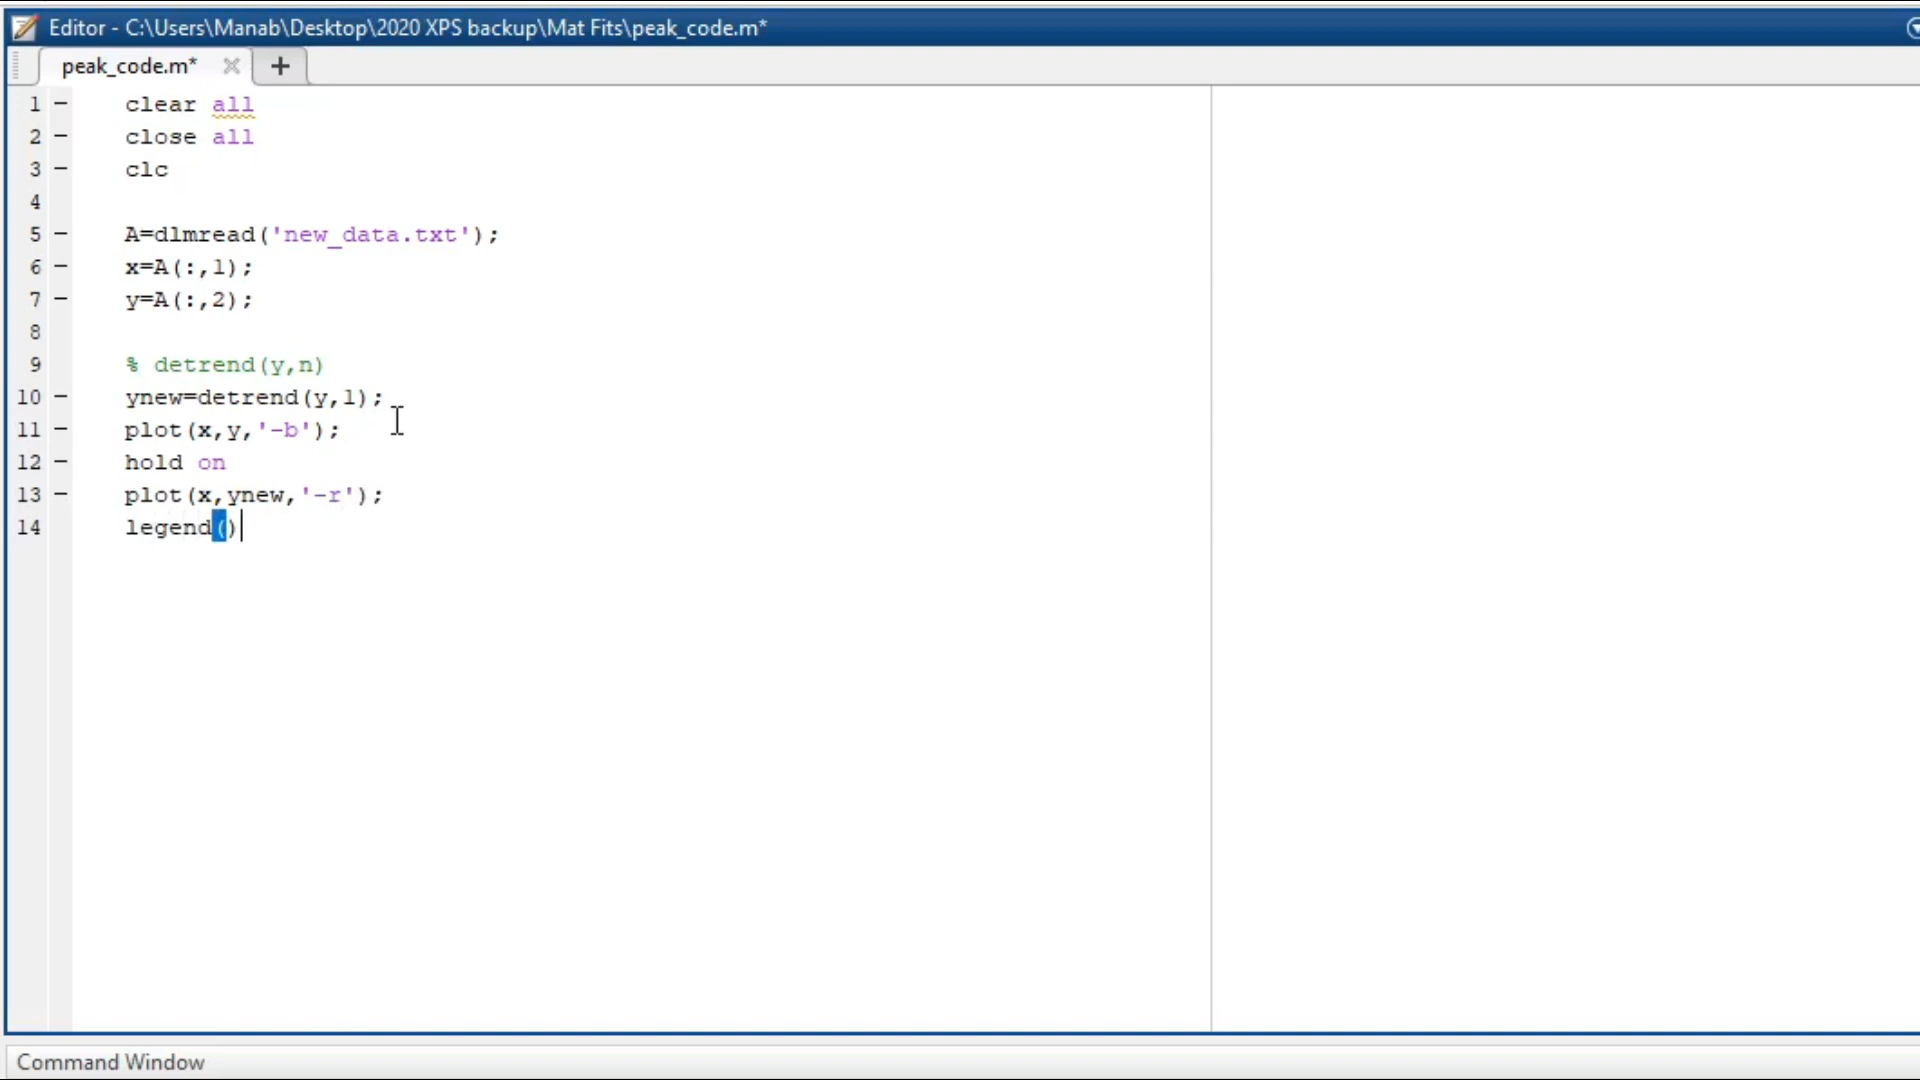 Editor - C:\Users\Manab\Desktop\2020 XPS backup\Mat Fits\peak_code.m*
peak_code.m*
1 clear all
2 close all
3 clc
4
5 A=dlmread('new_data.txt');
6 x=A(:,1);
7 y=A(:,2);
8
9 % detrend(y,n)
10 ynew=detrend(y,1);
11 plot(x,y,'-b');
12 hold on
13 plot(x,ynew,'-r');
14 legend()
Command Window